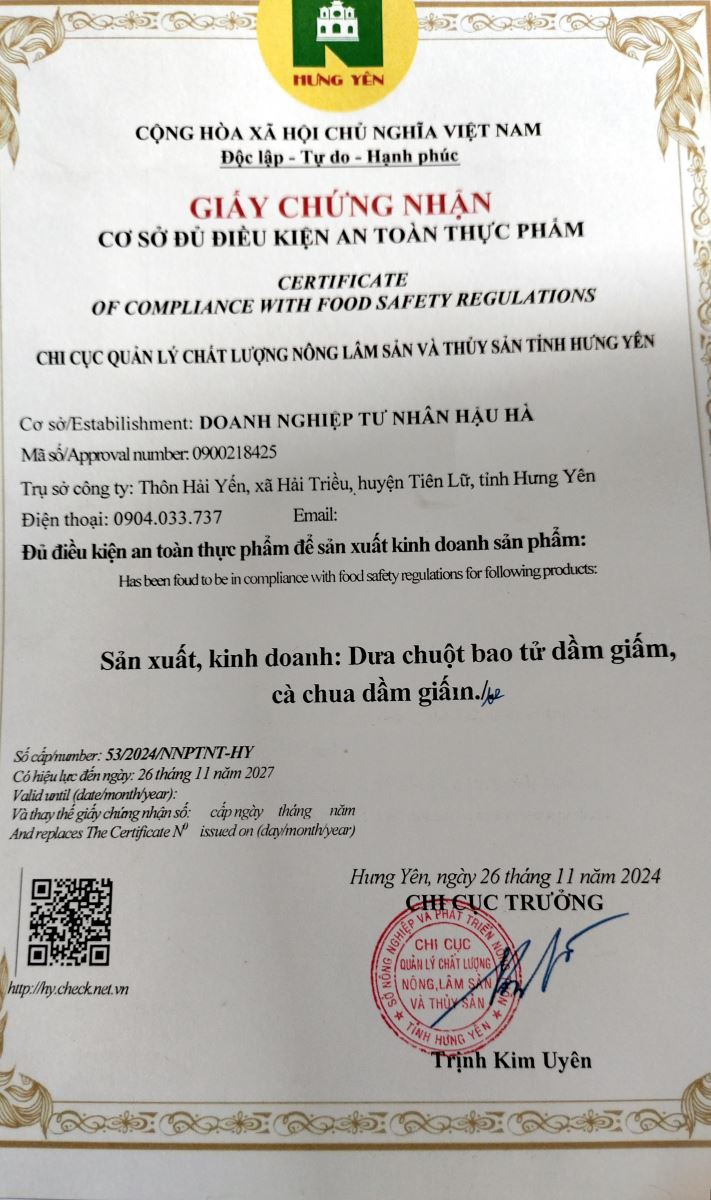 HƯNG YÊN
CỘNG HÒA XÃ HỘI CHỦ NGHĨA VIỆT NAM
Độc lập - Tự do - Hạnh phúc
GIẤY CHỨNG NHẬN
CƠ SỞ ĐỦ ĐIỀU KIỆN AN TOÀN THỰC PHẨM
CERTIFICATE
OF COMPLIANCE WITH FOOD SAFETY REGULATIONS
CHI CỤC QUẢN LÝ CHẤT LƯỢNG NÔNG LÂM SẢN VÀ THỦY SẢN TỈNH HƯNG YÊN
Cơ sở/Estabilishment: DOANH NGHIỆP TƯ NHÂN HẬU HÀ
Mã số/Approval number: 0900218425
Trụ sở công ty: Thôn Hải Yến, xã Hải Triều, huyện Tiên Lữ, tỉnh Hưng Yên
Điện thoại: 0904.033.737 Email:
Đủ điều kiện an toàn thực phẩm để sản xuất kinh doanh sản phẩm:
Has been foud to be in compliance with food safety regulations for following products:
Sản xuất, kinh doanh: Dưa chuột bao tử dầm giấm,
cà chua dầm giấm./
Số cấp/number: 53/2024/NNPTNT-HY
Có hiệu lực đến ngày: 26 tháng 11 năm 2027
Valid until (date/month/year):
Và thay thế giấy chứng nhận số: cấp ngày tháng năm
And replaces The Certificate Nº issued on (day/month/year)
Hưng Yên, ngày 26 tháng 11 năm 2024
CHI CỤC TRƯỞNG
SỞ NÔNG NGHIỆP VÀ PHÁT TRIỂN NÔNG THÔN
CHI CỤC
QUẢN LÝ CHẤT LƯỢNG
NÔNG, LÂM SẢN
VÀ THỦY SẢN
★ TỈNH HƯNG YÊN ★
http://hy.check.net.vn
Trịnh Kim Uyên